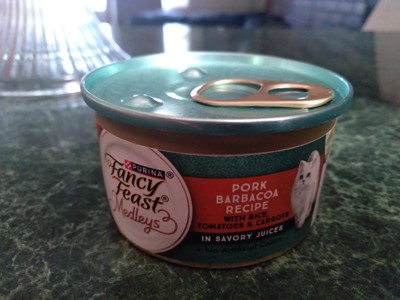 PURINA
Fancy
Feast®
Medleys
PORK
BARBACOA
RECIPE
WITH RICE,
TOMATOES & CARROTS
IN SAVORY JUICES